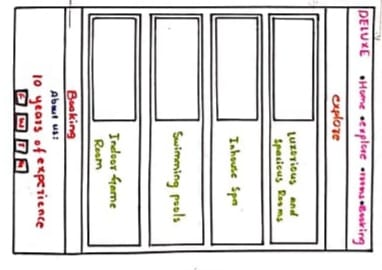 DELUXE •Home •explore •rooms •Booking
explore
Luxurious and
spacious Rooms
Inhouse Spa
Swimming pools
Indoor Game
Room
Booking
About us:
10 years of experience